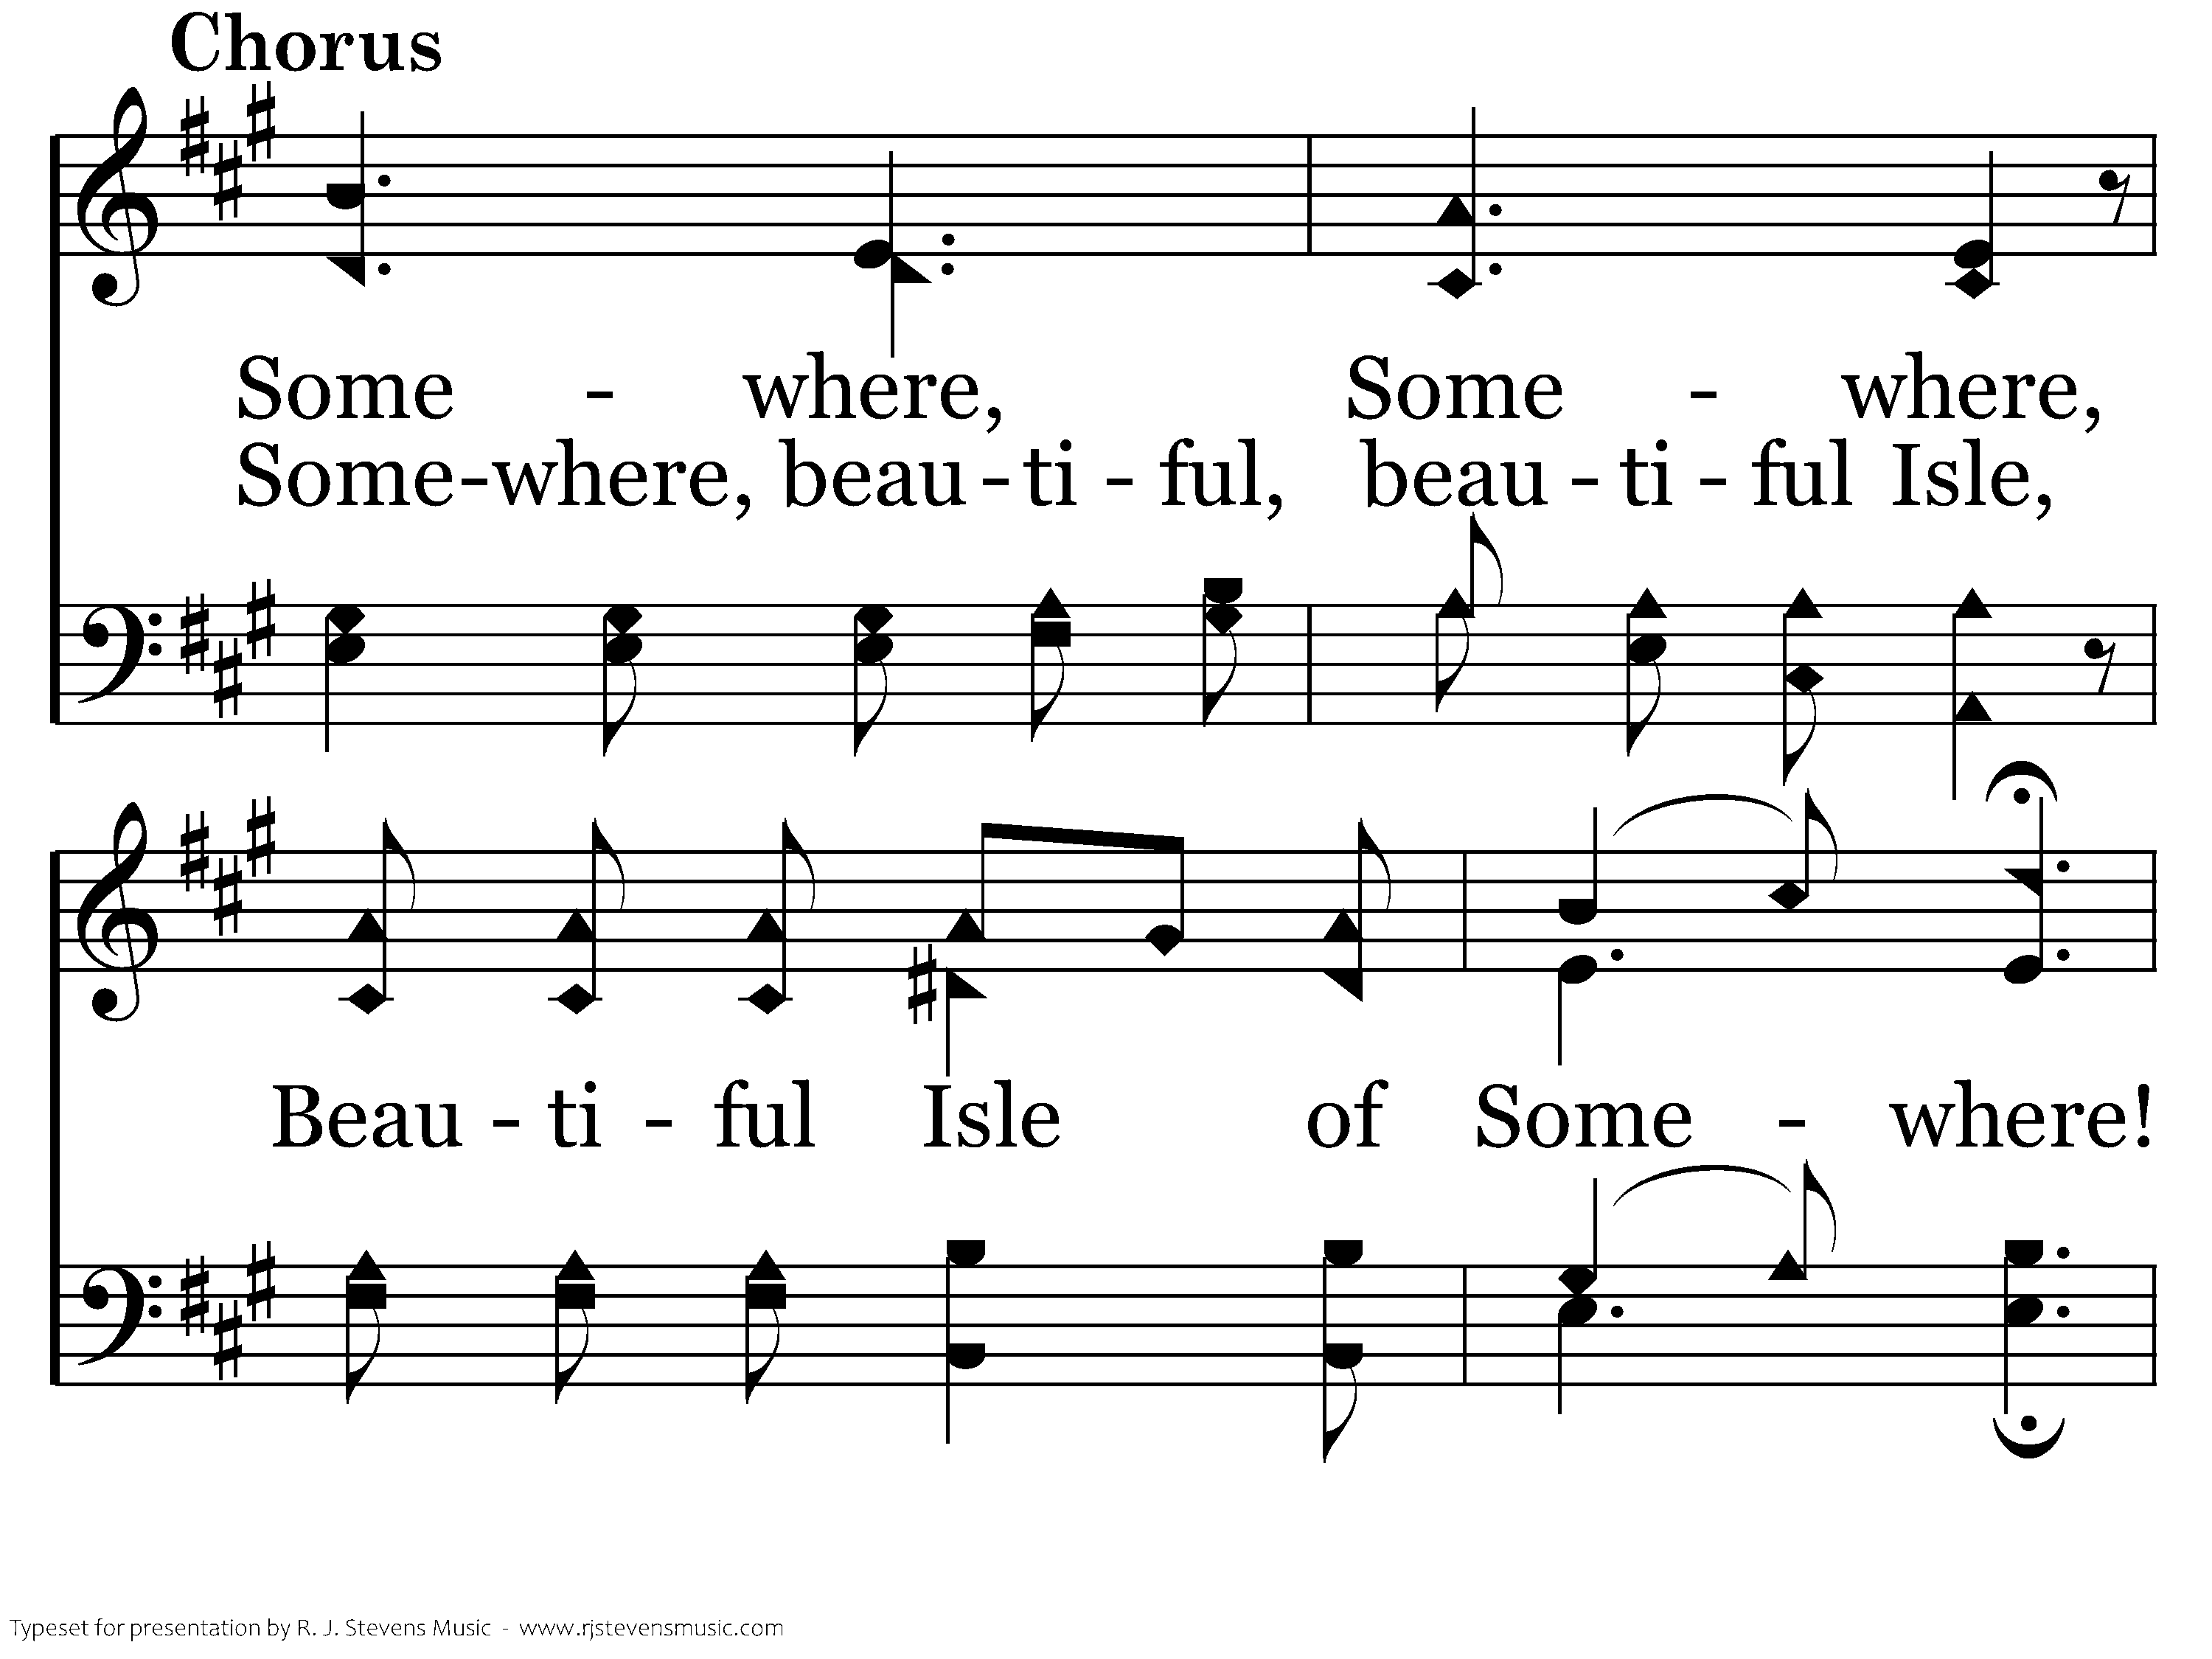 Chorus
Some - where, Some - where,
Some-where, beau - ti - ful, beau - ti - ful Isle,
Beau - ti - ful Isle of Some - where!
Typeset for presentation by R. J. Stevens Music - www.rjstevensmusic.com